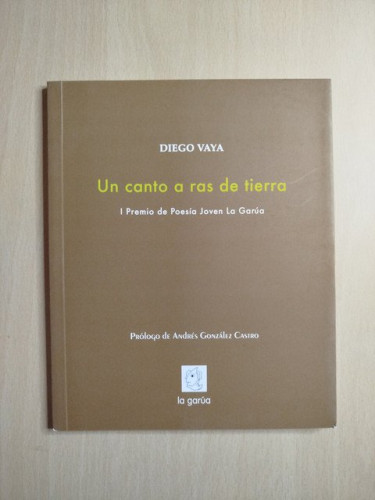 DIEGO VAYA
Un canto a ras de tierra
I Premio de Poesía Joven La Garúa
PRÓLOGO DE ANDRÉS GONZÁLEZ CASTRO
la garúa